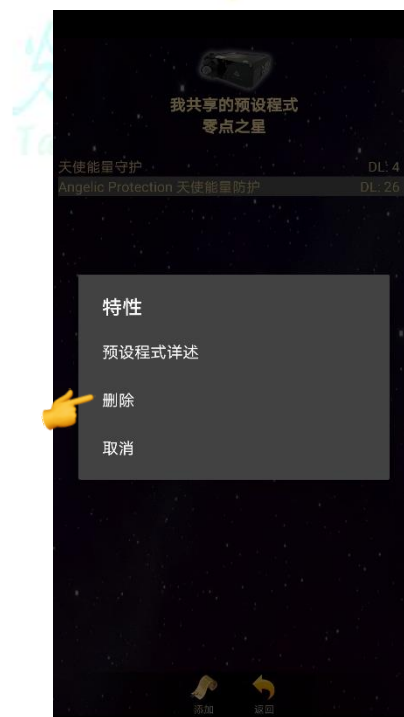 我共享的预设程式
零点之星
天使能量守护 DL: 4
Angelic Protection 天使能量防护 DL: 26
特性
预设程式详述
删除
取消
添加 返回